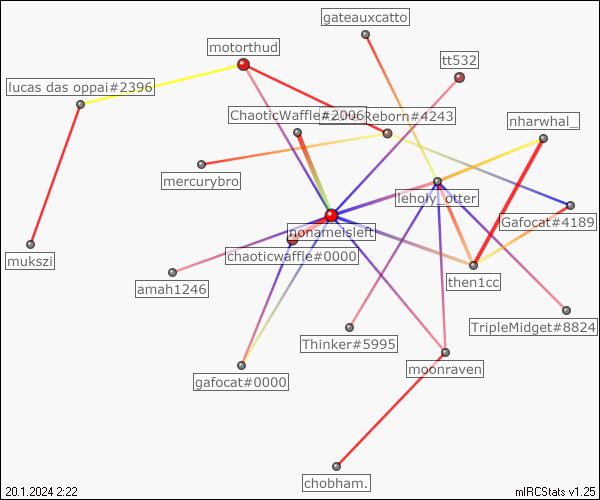 gateauxcatto
motorthud
tt532
lucas das oppai#2396
ChaoticWaffle#2006
Reborn#4243
nharwhal_
mercurybro
leholy_otter
Gafocat#4189
nonameisleft
chaoticwaffle#0000
mukszi
then1cc
amah1246
TripleMidget#8824
Thinker#5995
moonraven
gafocat#0000
chobham.
20.1.2024 2:22
mIRCStats v1.25